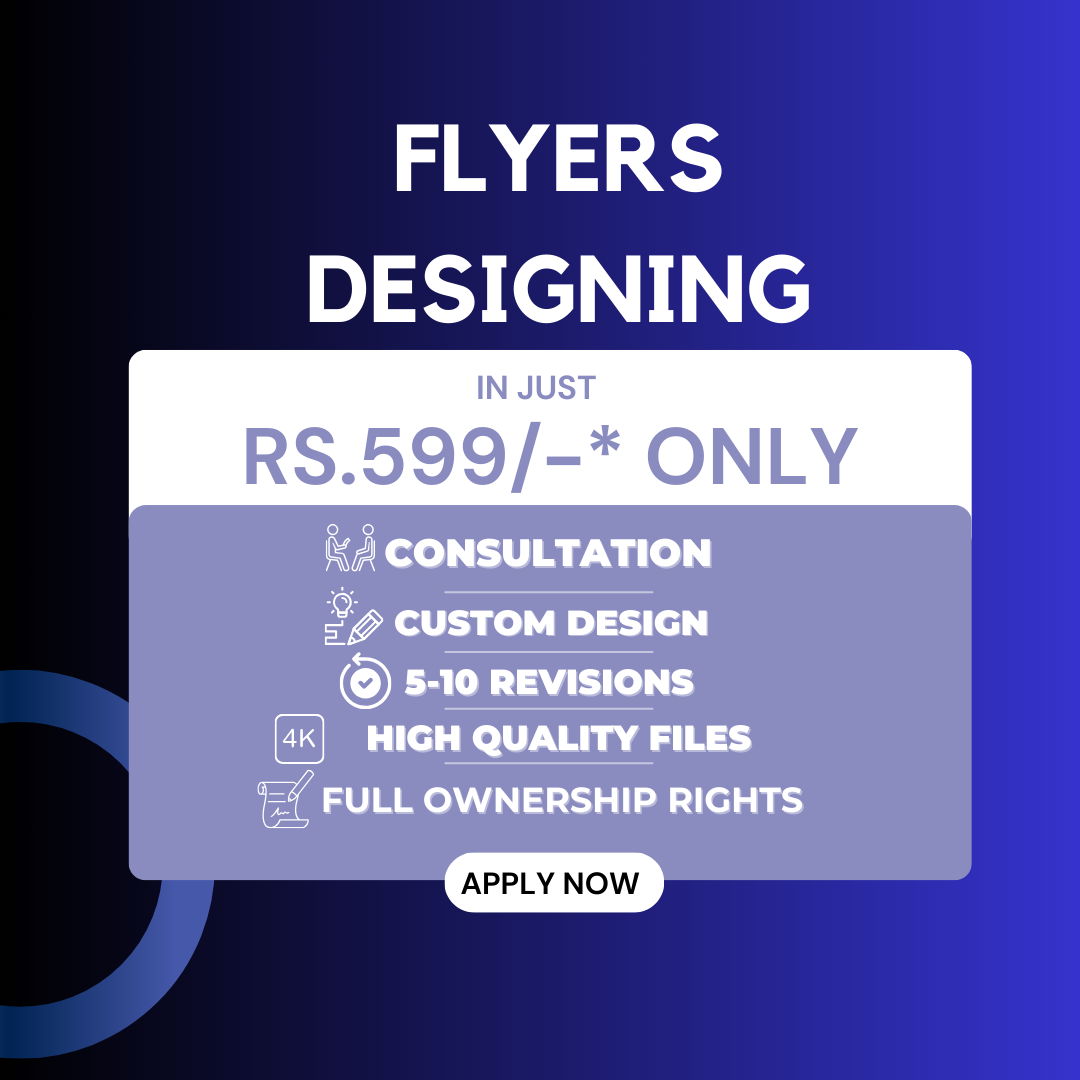 FLYERS
DESIGNING
IN JUST
RS.599/-* ONLY
CONSULTATION
CUSTOM DESIGN
5-10 REVISIONS
4K HIGH QUALITY FILES
FULL OWNERSHIP RIGHTS
APPLY NOW